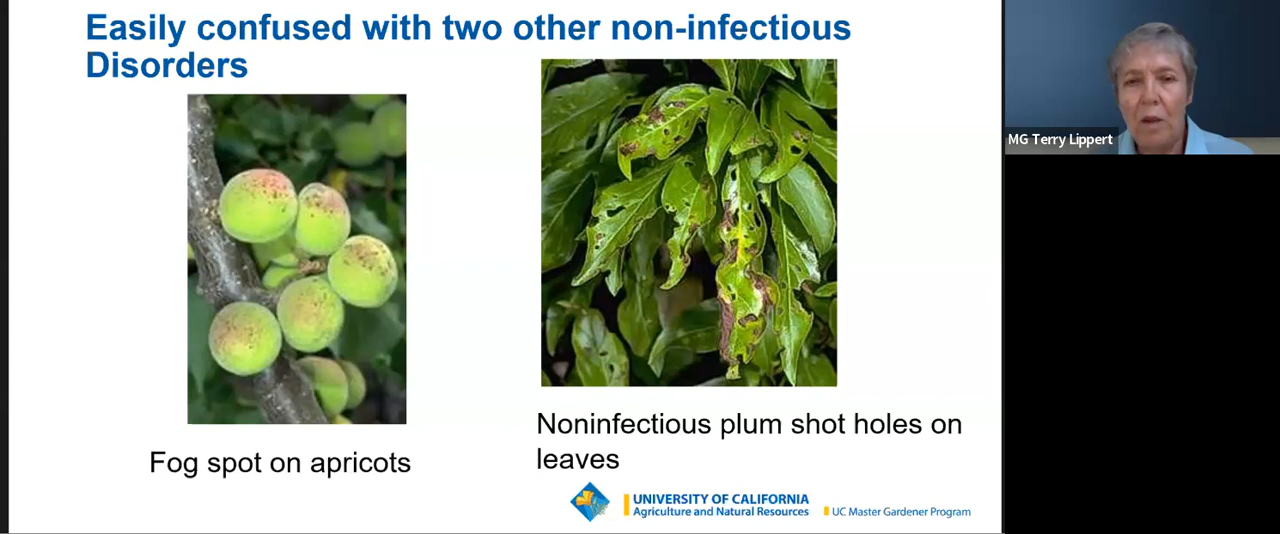 Easily confused with two other non-infectious
Disorders
MG Terry Lippert
Fog spot on apricots
Noninfectious plum shot holes on
leaves
UNIVERSITY OF CALIFORNIA
Agriculture and Natural Resources
UC Master Gardener Program